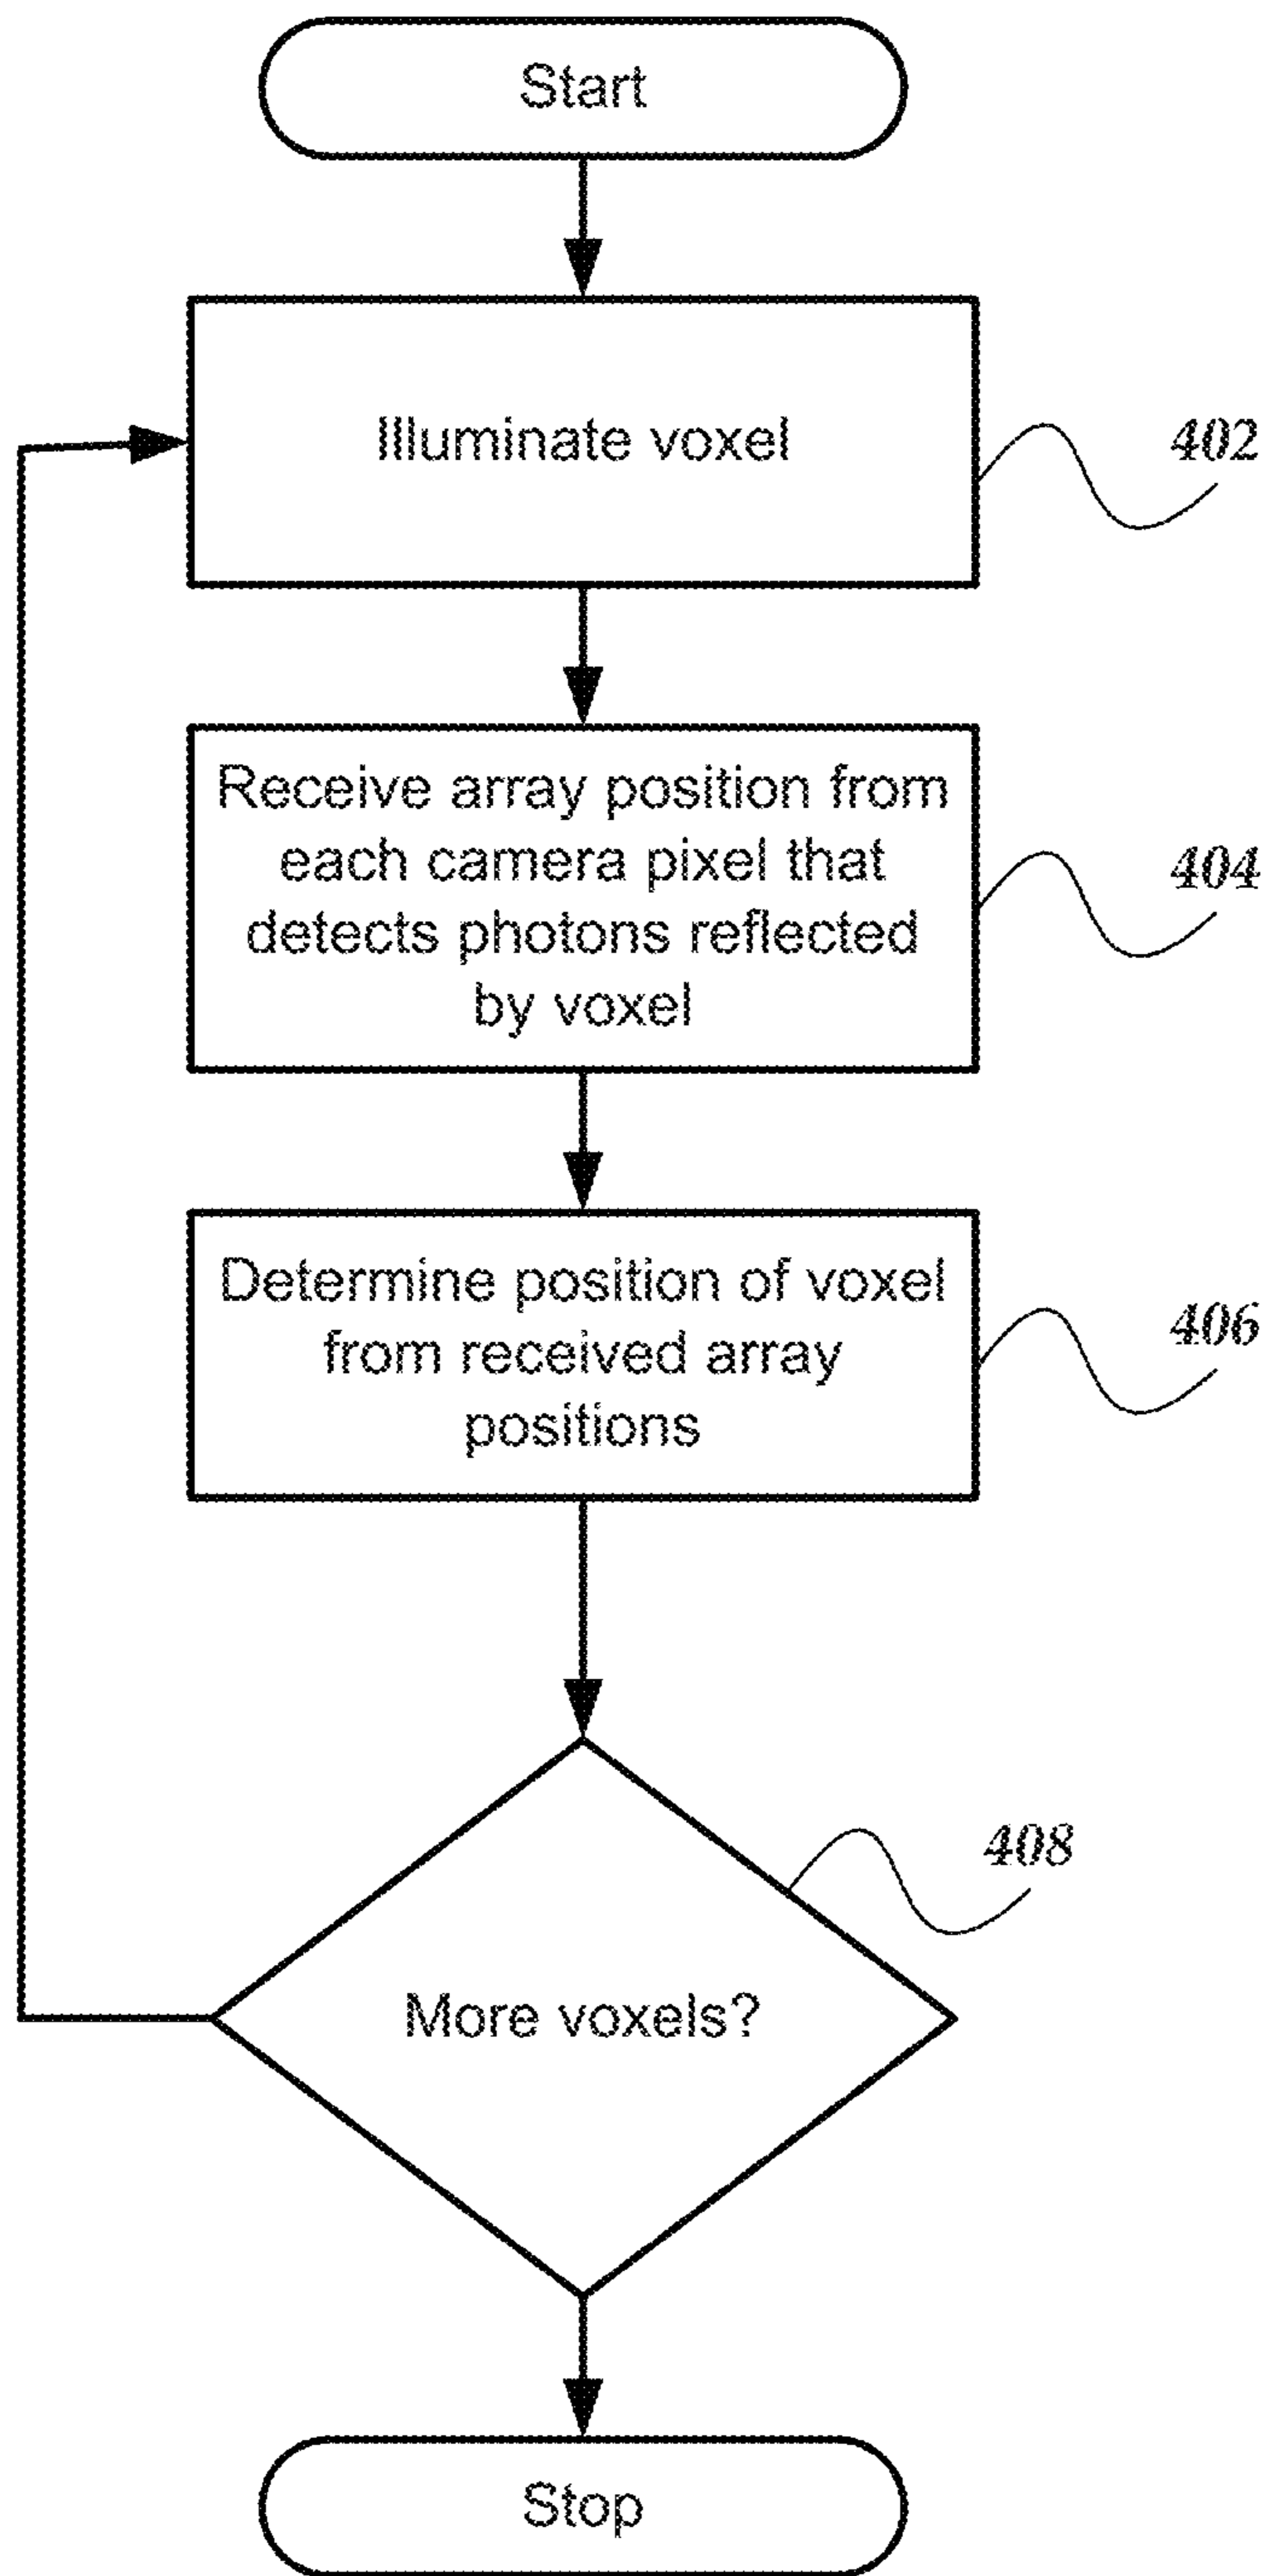 Start
Illuminate voxel
402
Receive array position from
each camera pixel that
detects photons reflected
by voxel
404
Determine position of voxel
from received array
positions
406
More voxels?
408
Stop